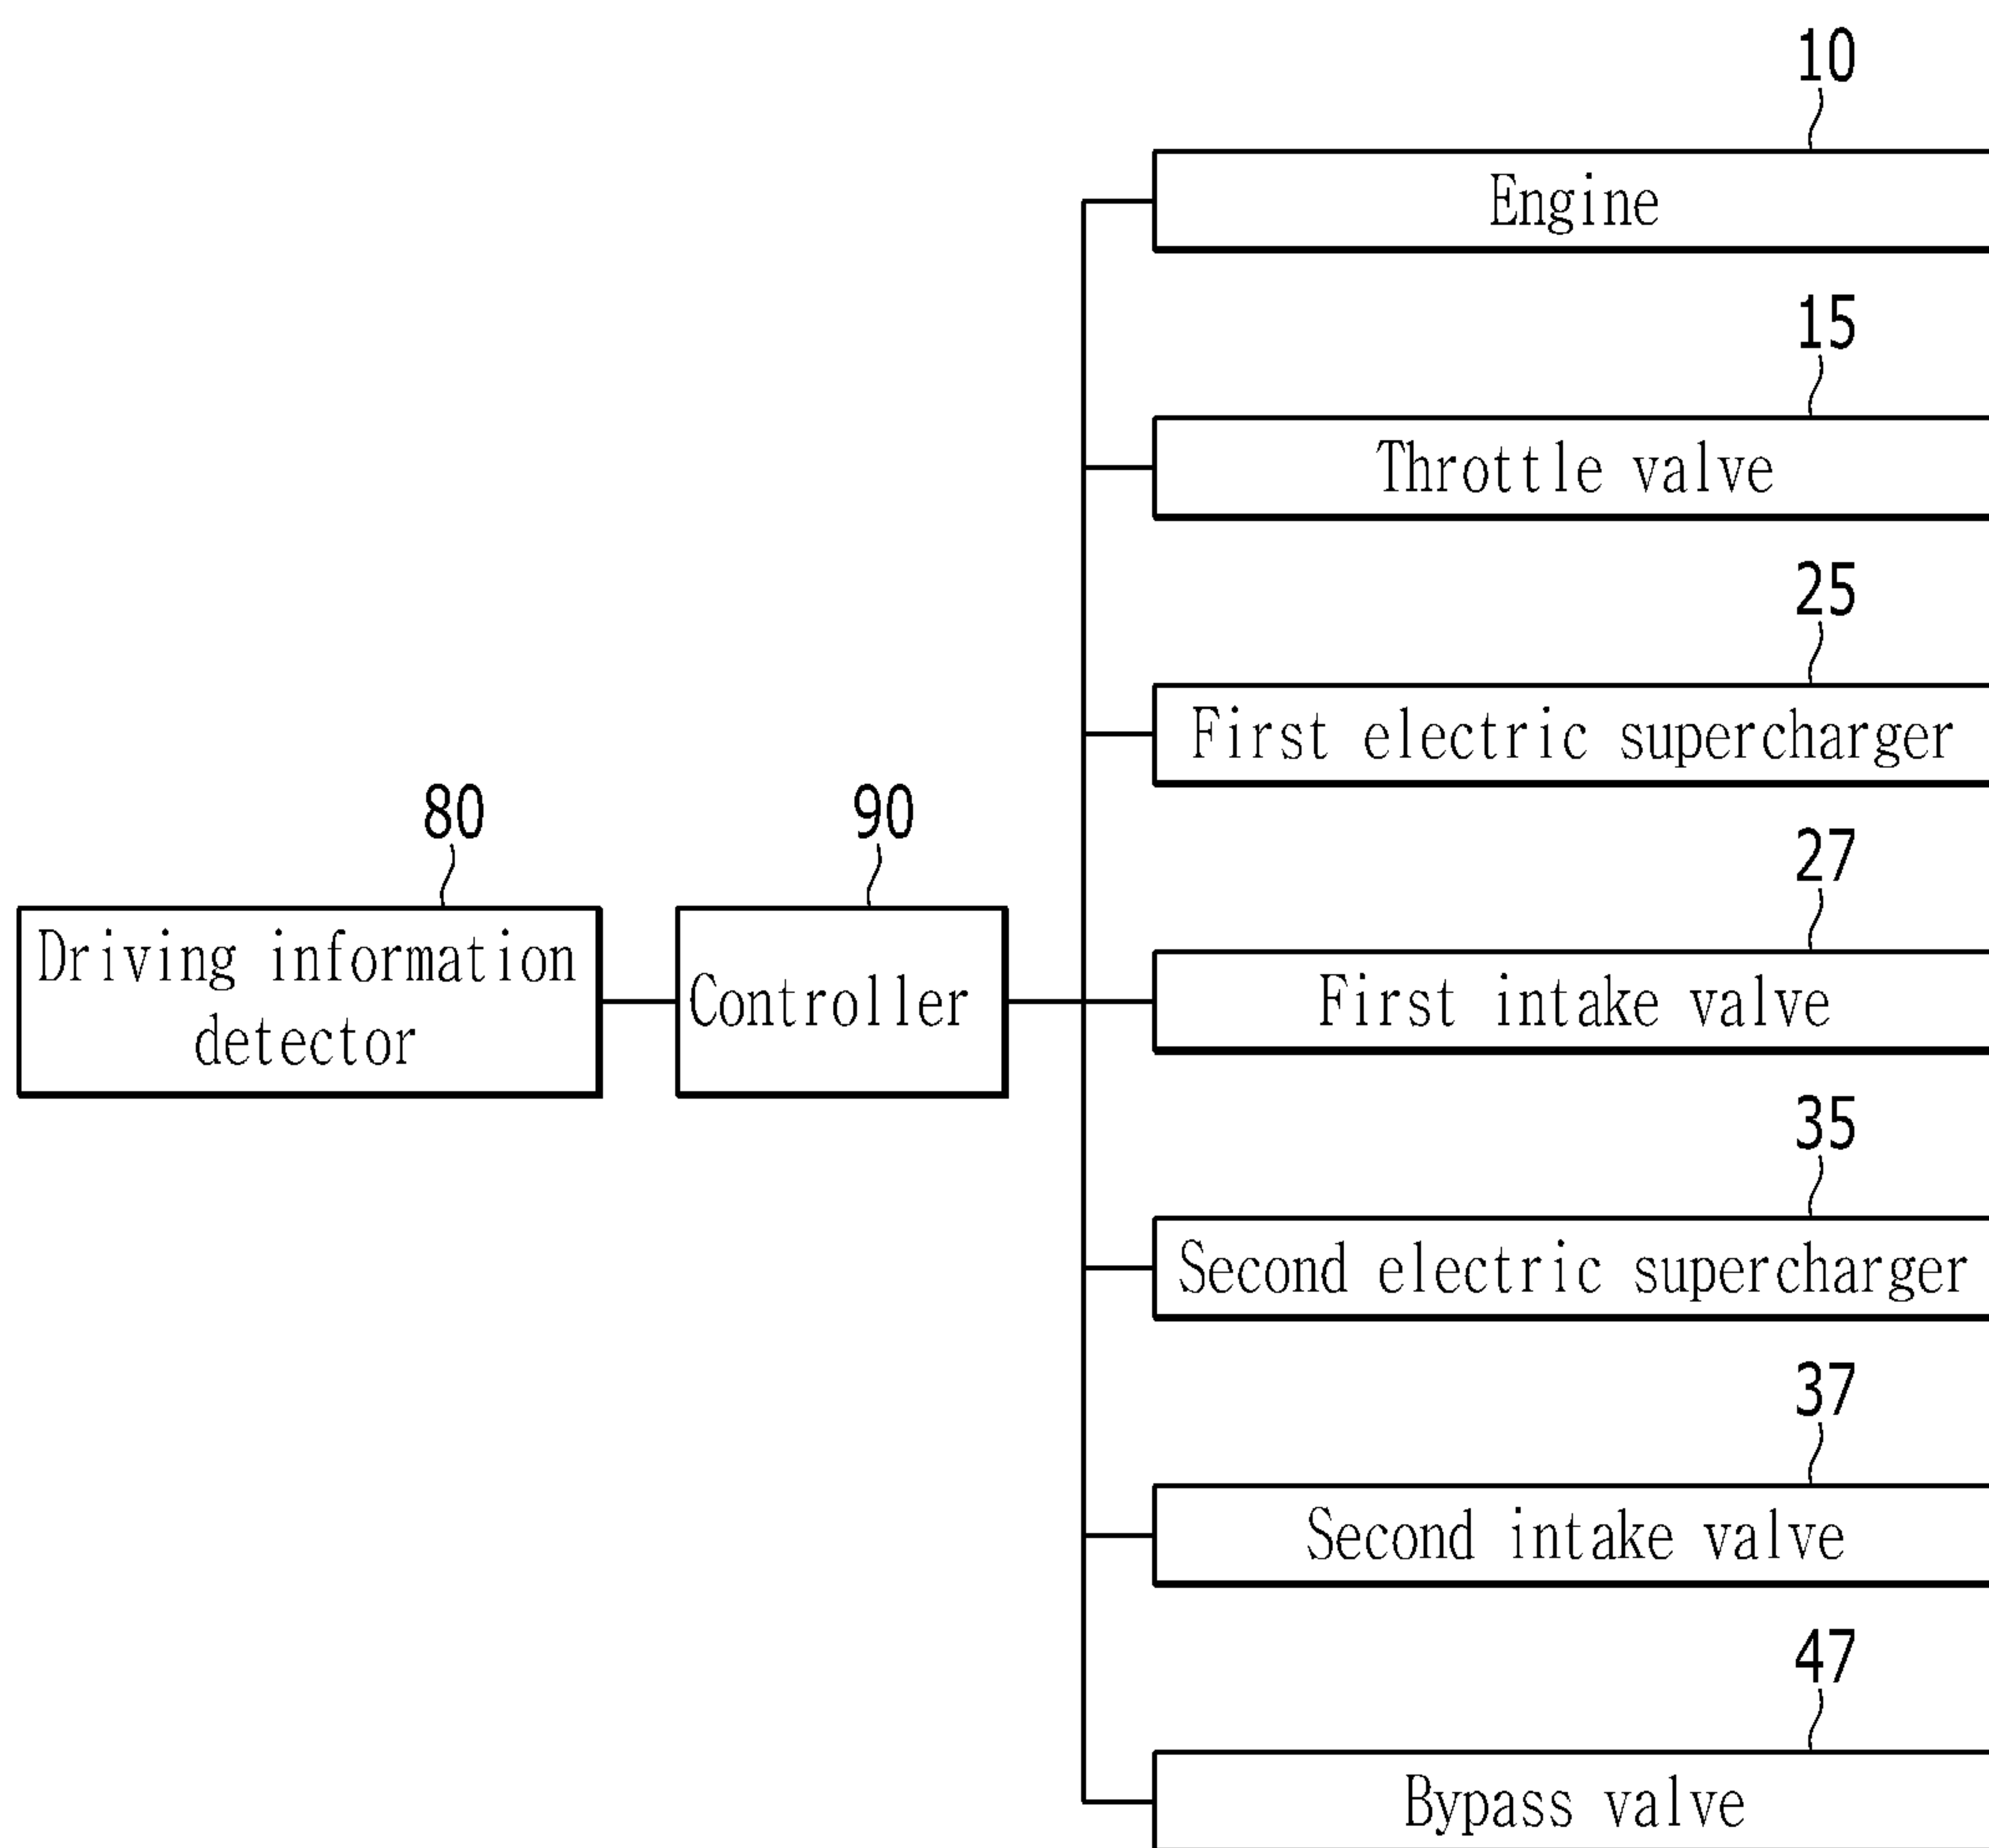 10
Engine
15
Throttle valve
25
First electric supercharger
80
90
27
Driving information
detector
Controller
First intake valve
35
Second electric supercharger
37
Second intake valve
47
Bypass valve